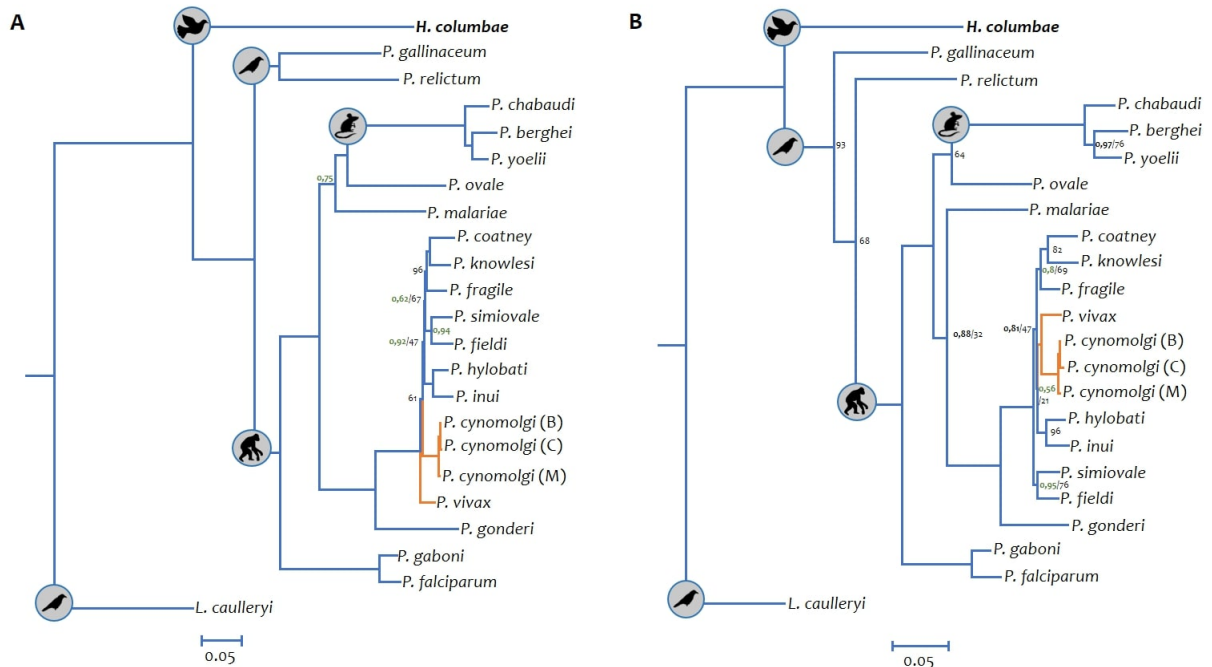 A
H. columbae
P. gallinaceum
P. relictum
P. chabaudi
P. berghei
P. yoelii
0,75
P. ovale
P. malariae
P. coatney
96
P. knowlesi
0,62/67
P. fragile
P. simiovale
0,94
0,92/47
P. fieldi
P. hylobati
61
P. inui
P. cynomolgi (B)
P. cynomolgi (C)
P. cynomolgi (M)
P. vivax
P. gonderi
P. gaboni
P. falciparum
L. caulleryi
0.05
B
H. columbae
P. gallinaceum
P. relictum
P. chabaudi
P. berghei
0,97/76
93
64
P. yoelii
P. ovale
P. malariae
P. coatney
68
82
P. knowlesi
0,8/69
P. fragile
P. vivax
0,88/32
0,81/47
P. cynomolgi (B)
P. cynomolgi (C)
0,56
/21
P. cynomolgi (M)
P. hylobati
96
P. inui
P. simiovale
0,95/76
P. fieldi
P. gonderi
P. gaboni
P. falciparum
L. caulleryi
0.05